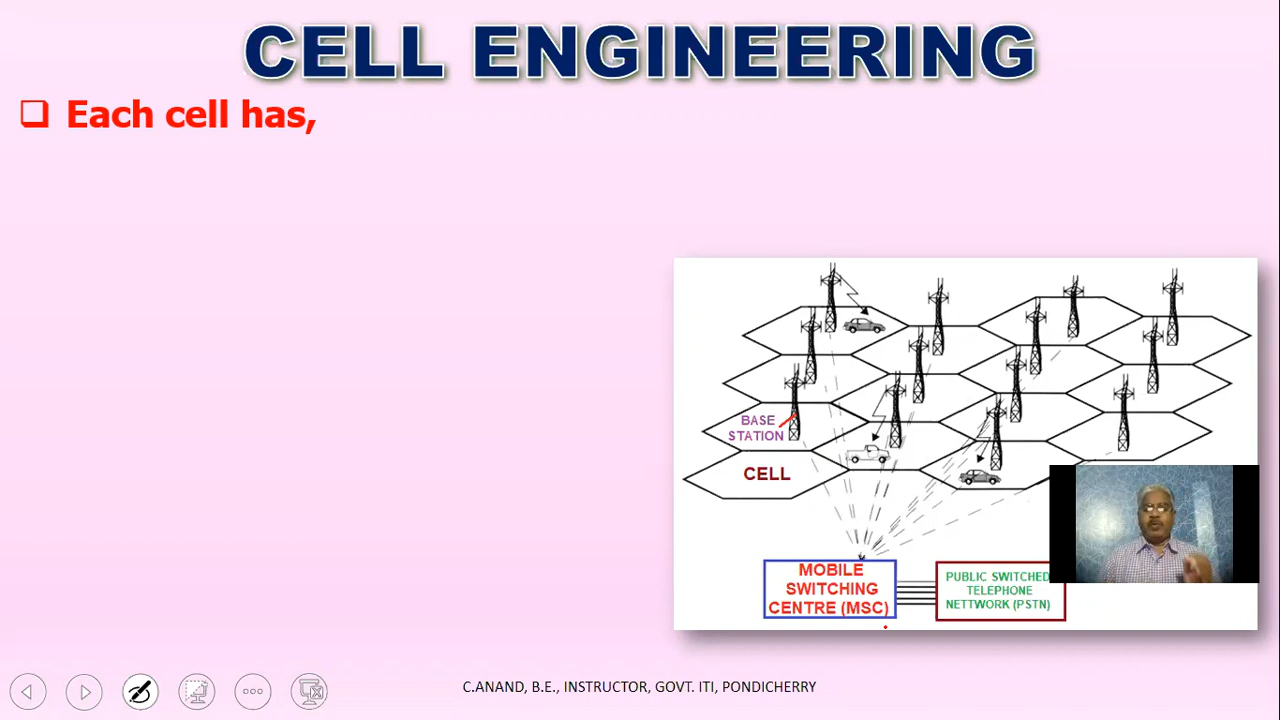 CELL ENGINEERING
Each cell has,
BASE
STATION
CELL
MOBILE
SWITCHING
CENTRE (MSC)
PUBLIC SWITCHED
TELEPHONE
NETTWORK (PSTN)
C.ANAND, B.E., INSTRUCTOR, GOVT. ITI, PONDICHERRY